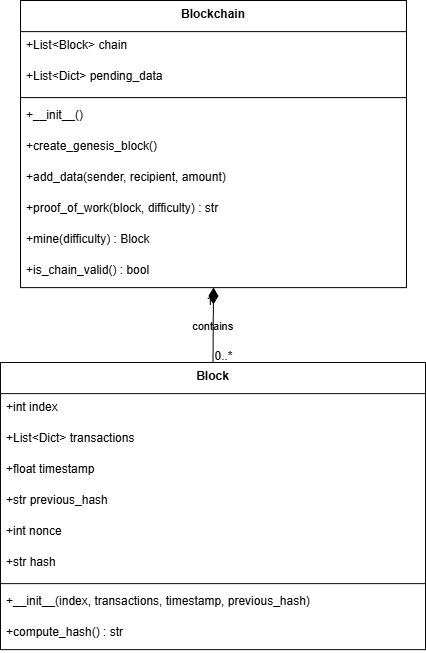 Blockchain
+List<Block> chain
+List<Dict> pending_data
+__init__()
+create_genesis_block()
+add_data(sender, recipient, amount)
+proof_of_work(block, difficulty) : str
+mine(difficulty) : Block
+is_chain_valid() : bool
1
contains
0..*
Block
+int index
+List<Dict> transactions
+float timestamp
+str previous_hash
+int nonce
+str hash
+__init__(index, transactions, timestamp, previous_hash)
+compute_hash() : str